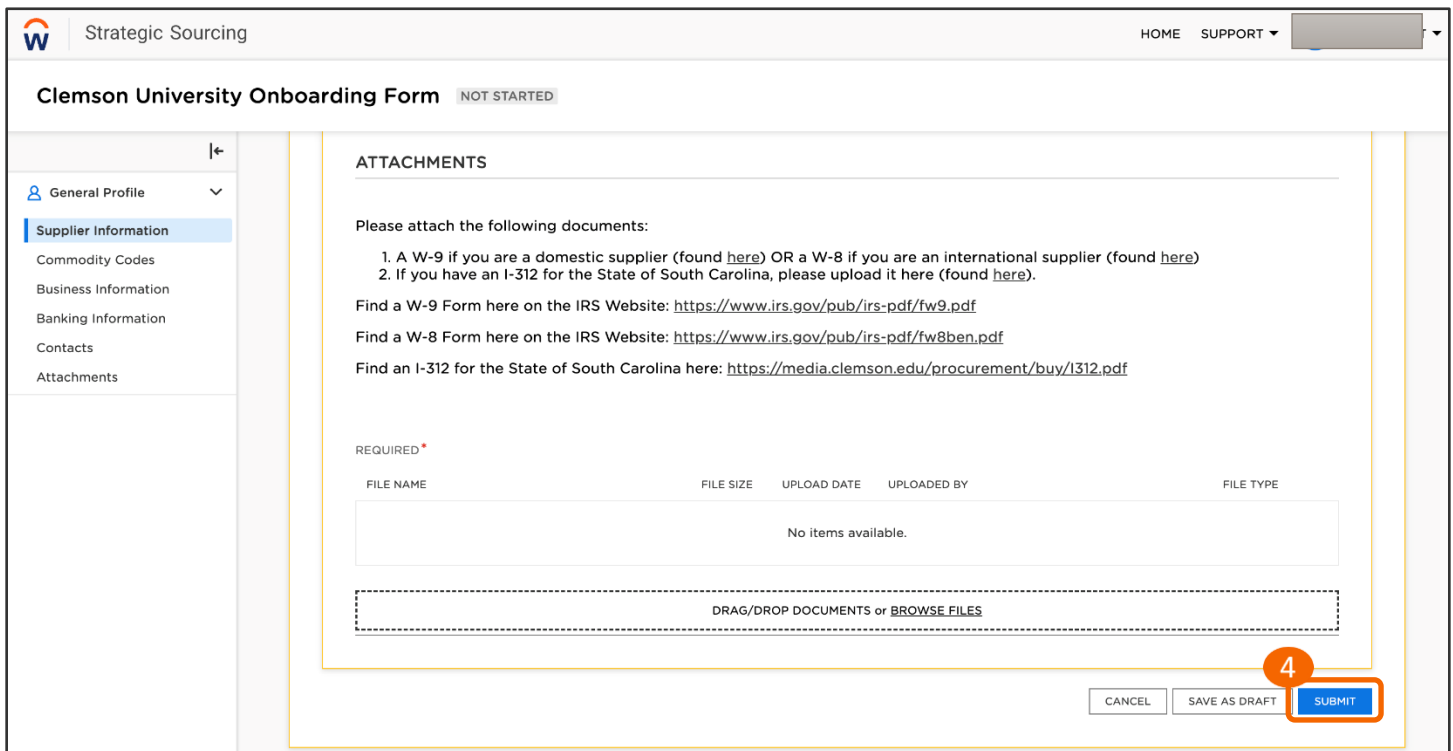 W Strategic Sourcing HOME SUPPORT
Clemson University Onboarding Form NOT STARTED
General Profile
Supplier Information
Commodity Codes
Business Information
Banking Information
Contacts
Attachments
ATTACHMENTS
Please attach the following documents:
1. A W-9 if you are a domestic supplier (found here) OR a W-8 if you are an international supplier (found here)
2. If you have an I-312 for the State of South Carolina, please upload it here (found here).
Find a W-9 Form here on the IRS Website: https://www.irs.gov/pub/irs-pdf/fw9.pdf
Find a W-8 Form here on the IRS Website: https://www.irs.gov/pub/irs-pdf/fw8ben.pdf
Find an I-312 for the State of South Carolina here: https://media.clemson.edu/procurement/buy/I312.pdf
REQUIRED*
FILE NAME FILE SIZE UPLOAD DATE UPLOADED BY FILE TYPE
No items available.
DRAG/DROP DOCUMENTS or BROWSE FILES
4
CANCEL SAVE AS DRAFT SUBMIT